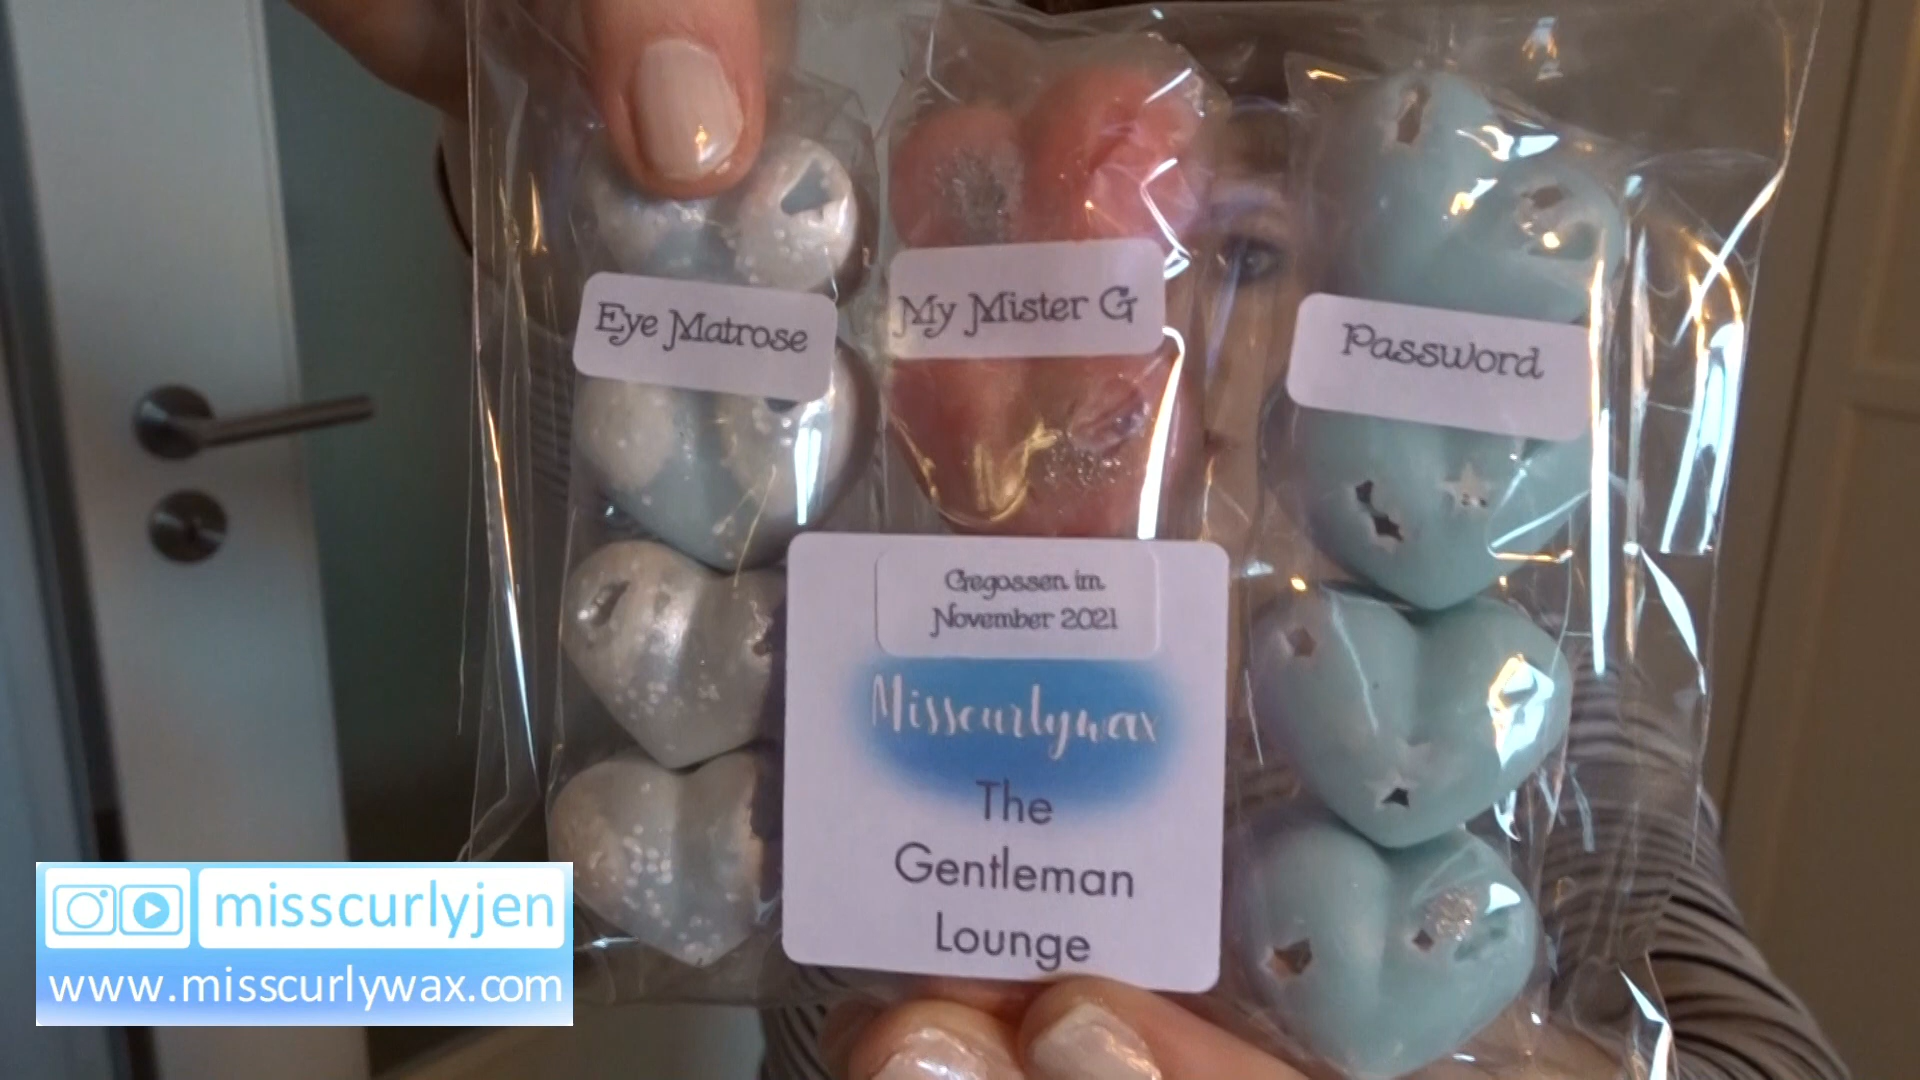 Eye Matrose
My Mister G
Password
Gegossen im
November 2021
Misscurlywax
The
Gentleman
Lounge
misscurlyjen
www.misscurlywax.com